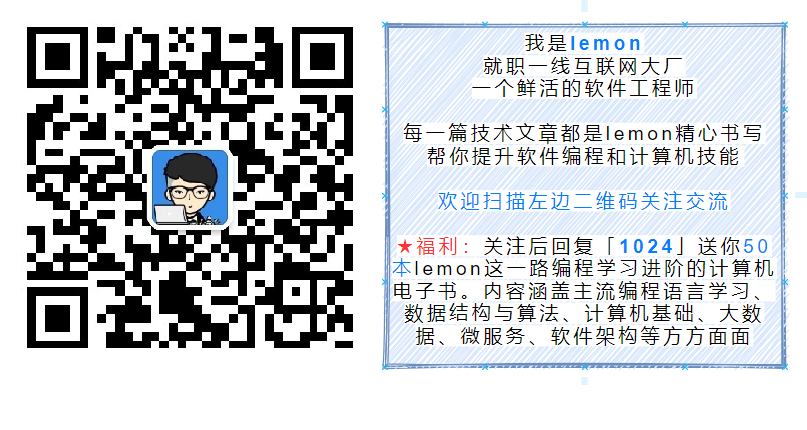 我是lemon
就职一线互联网大厂
一个鲜活的软件工程师
每一篇技术文章都是lemon精心书写
帮你提升软件编程和计算机技能
欢迎扫描左边二维码关注交流
★福利：关注后回复「1024」送你50
本lemon这一路编程学习进阶的计算机
电子书。内容涵盖主流编程语言学习、
数据结构与算法、计算机基础、大数
据、微服务、软件架构等方方面面